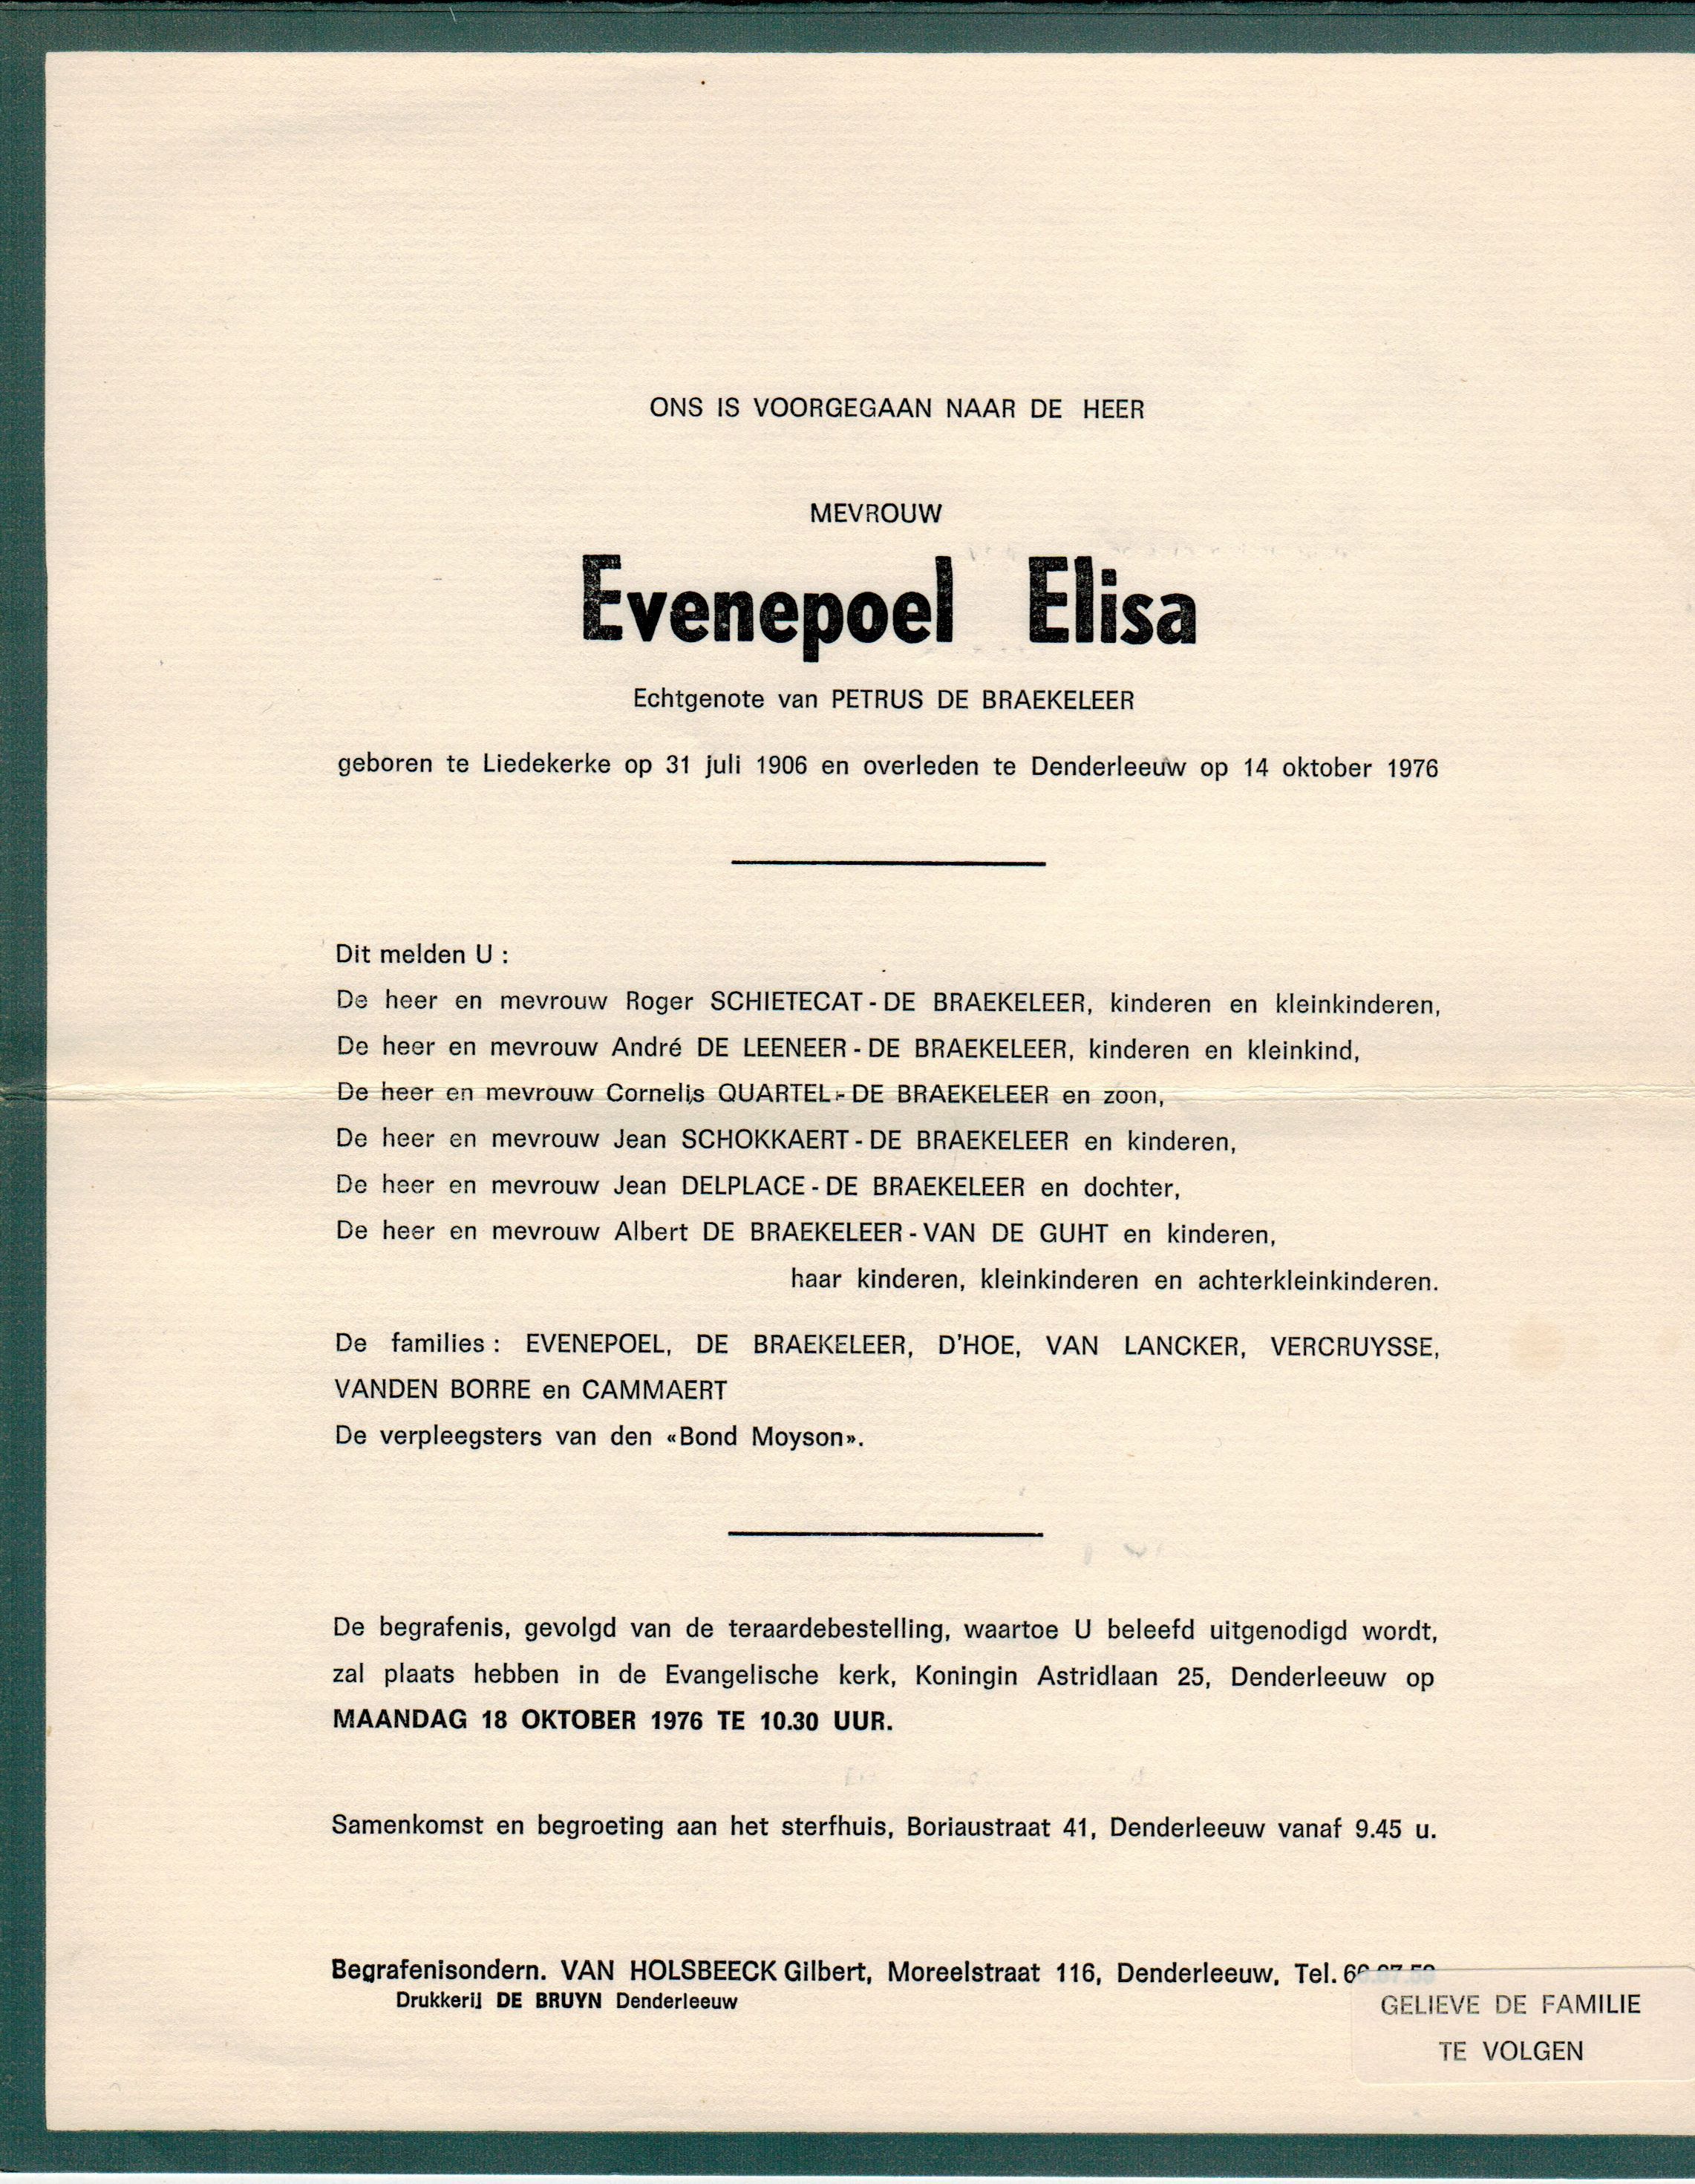 ONS IS VOORGEGAAN NAAR DE HEER
MEVROUW
Evenepoel Elisa
Echtgenote van PETRUS DE BRAEKELEER
geboren te Liedekerke op 31 juli 1906 en overleden te Denderleeuw op 14 oktober 1976
Dit melden U :
De heer en mevrouw Roger SCHIETECAT - DE BRAEKELEER, kinderen en kleinkinderen,
De heer en mevrouw André DE LEENEER - DE BRAEKELEER, kinderen en kleinkind,
De heer en mevrouw Cornelis QUARTEL - DE BRAEKELEER en zoon,
De heer en mevrouw Jean SCHOKKAERT - DE BRAEKELEER en kinderen,
De heer en mevrouw Jean DELPLACE - DE BRAEKELEER en dochter,
De heer en mevrouw Albert DE BRAEKELEER - VAN DE GUHT en kinderen,
haar kinderen, kleinkinderen en achterkleinkinderen.
De families : EVENEPOEL, DE BRAEKELEER, D'HOE, VAN LANCKER, VERCRUYSSE,
VANDEN BORRE en CAMMAERT
De verpleegsters van den «Bond Moyson».
De begrafenis, gevolgd van de teraardebestelling, waartoe U beleefd uitgenodigd wordt,
zal plaats hebben in de Evangelische kerk, Koningin Astridlaan 25, Denderleeuw op
MAANDAG 18 OKTOBER 1976 TE 10.30 UUR.
Samenkomst en begroeting aan het sterfhuis, Boriaustraat 41, Denderleeuw vanaf 9.45 u.
Begrafenisondern. VAN HOLSBEECK Gilbert, Moreelstraat 116, Denderleeuw, Tel.
Drukkerij DE BRUYN Denderleeuw
GELIEVE DE FAMILIE
TE VOLGEN